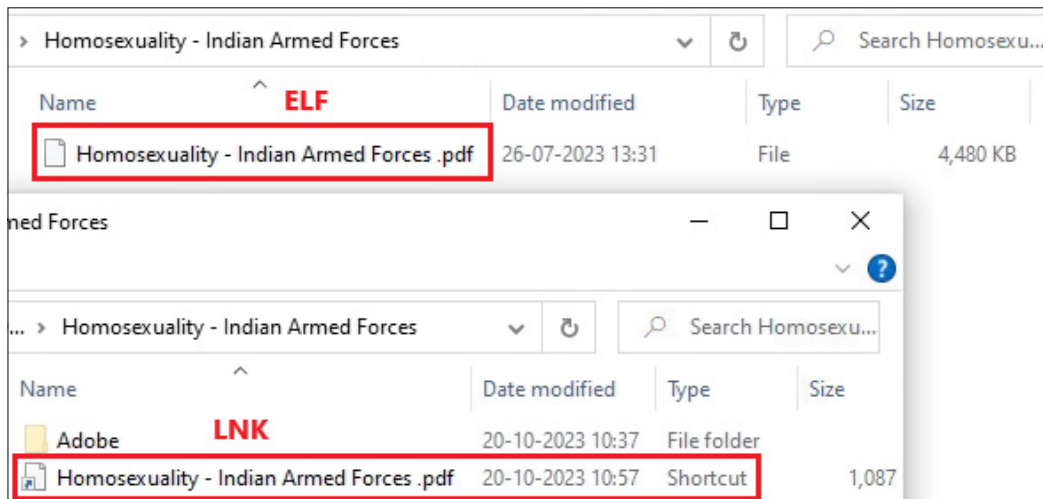 > Homosexuality - Indian Armed Forces Search Homosexu...
Name ELF Date modified Type Size
Homosexuality - Indian Armed Forces .pdf 26-07-2023 13:31 File 4,480 KB
ned Forces
?
... > Homosexuality - Indian Armed Forces Search Homosexu...
Name Date modified Type Size
LNK
Adobe 20-10-2023 10:37 File folder
Homosexuality - Indian Armed Forces .pdf 20-10-2023 10:57 Shortcut 1,087